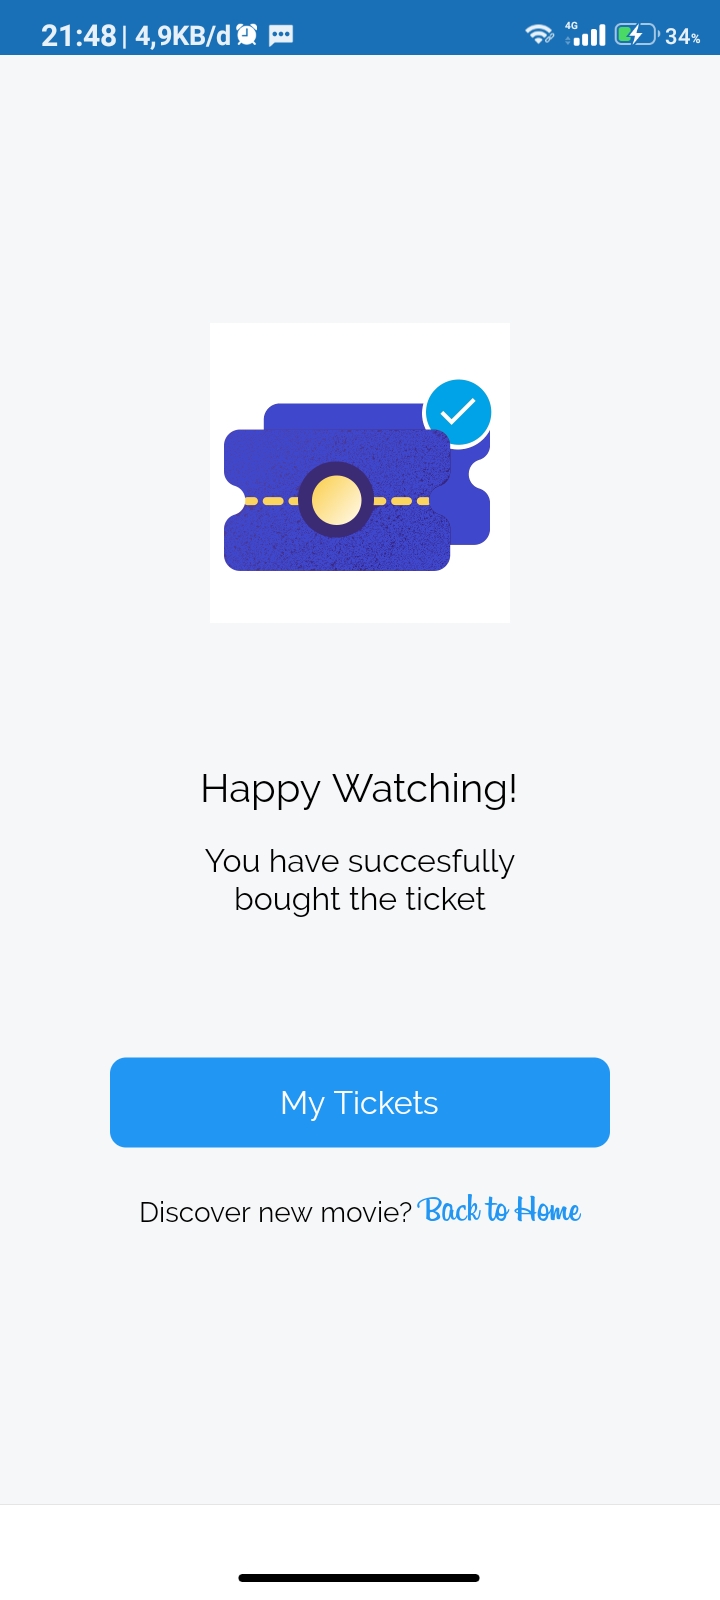 21:48 | 4,9KB/d
4G
34%
Happy Watching!
You have succesfully
bought the ticket
My Tickets
Discover new movie? Back to Home